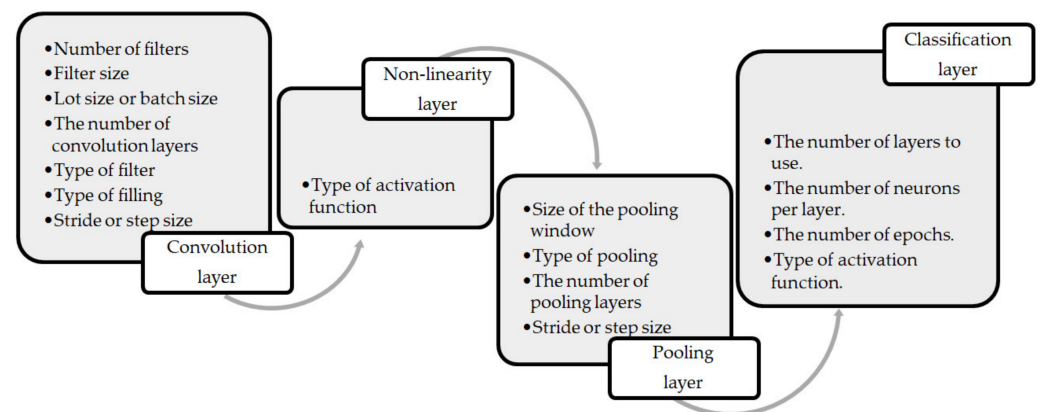 •Number of filters
•Filter size
•Lot size or batch size
•The number of
convolution layers
•Type of filter
•Type of filling
•Stride or step size
Convolution
layer
Non-linearity
layer
•Type of activation
function
•Size of the pooling
window
•Type of pooling
•The number of
pooling layers
•Stride or step size
Pooling
layer
Classification
layer
•The number of layers to
use.
•The number of neurons
per layer.
•The number of epochs.
•Type of activation
function.